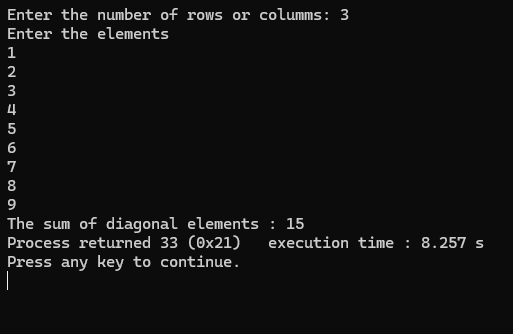 Enter the number of rows or columms: 3
Enter the elements
1
2
3
4
5
6
7
8
9
The sum of diagonal elements : 15
Process returned 33 (0x21)   execution time : 8.257 s
Press any key to continue.